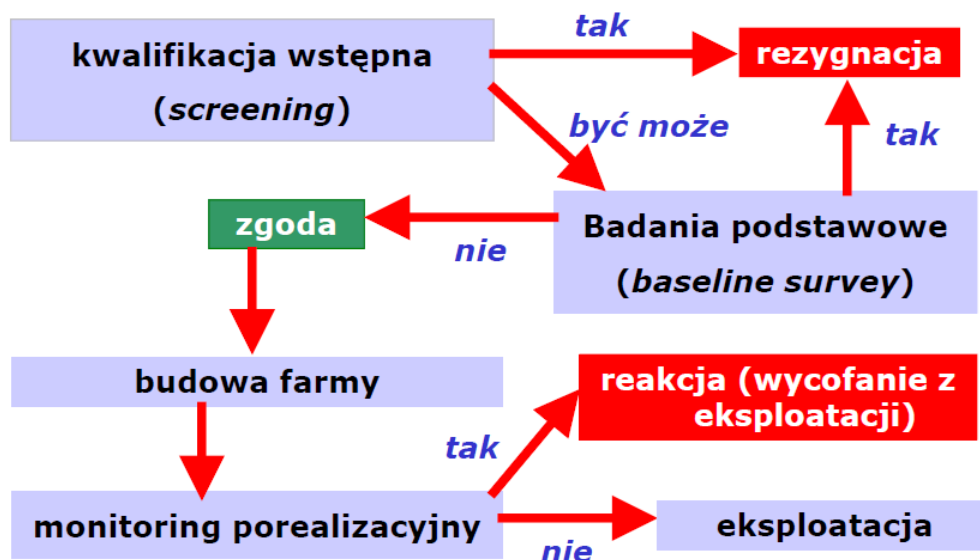 kwalifikacja wstępna
(screening)
tak
rezygnacja
być może
tak
zgoda
nie
Badania podstawowe
(baseline survey)
budowa farmy
reakcja (wycofanie z
eksploatacji)
tak
monitoring porealizacyjny
nie
eksploatacja